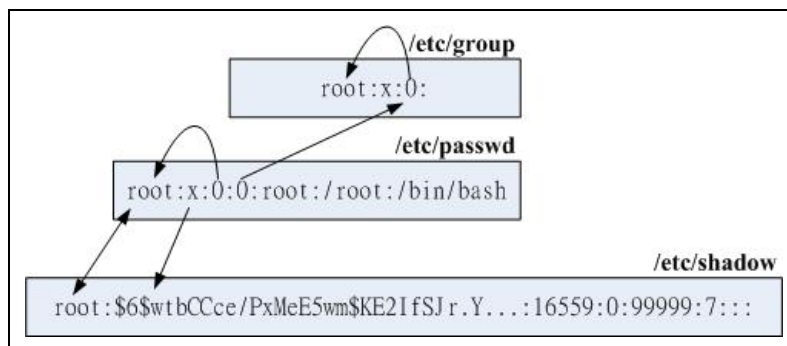 /etc/group
root:x:0:
/etc/passwd
root:x:0:0:root:/root:/bin/bash
/etc/shadow
root:$6$wtbCCce/PxMeE5wm$KE2IfSJr.Y...:16559:0:99999:7:::